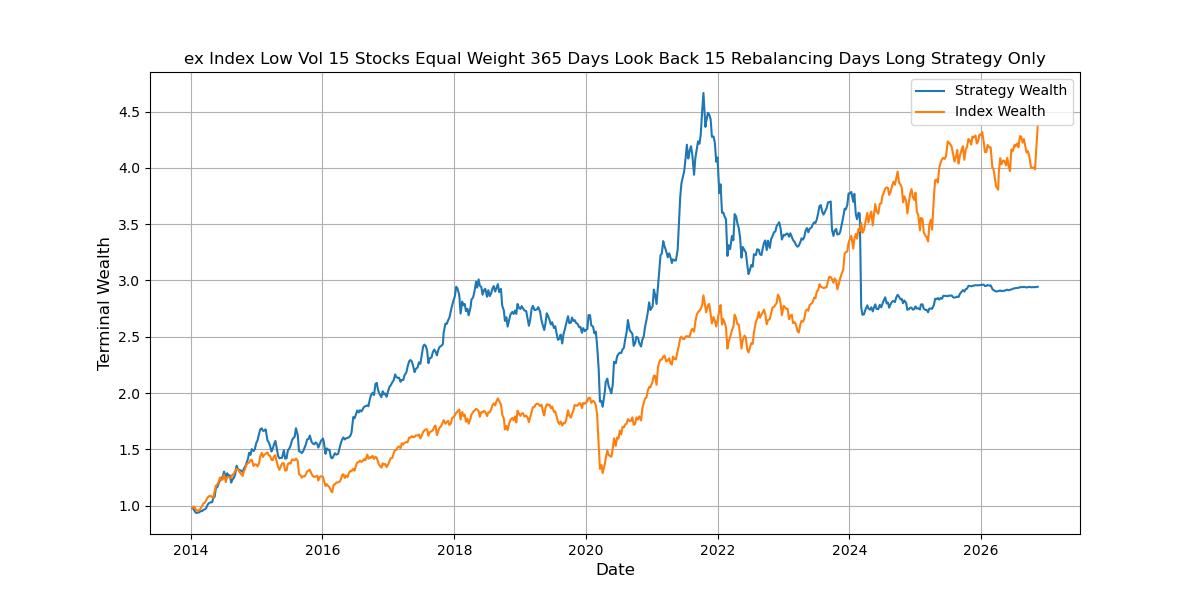 ex Index Low Vol 15 Stocks Equal Weight 365 Days Look Back 15 Rebalancing Days Long Strategy Only
Strategy Wealth
Index Wealth
Terminal Wealth
4.5
4.0
3.5
3.0
2.5
2.0
1.5
1.0
2014 2016 2018 2020 2022 2024 2026
Date